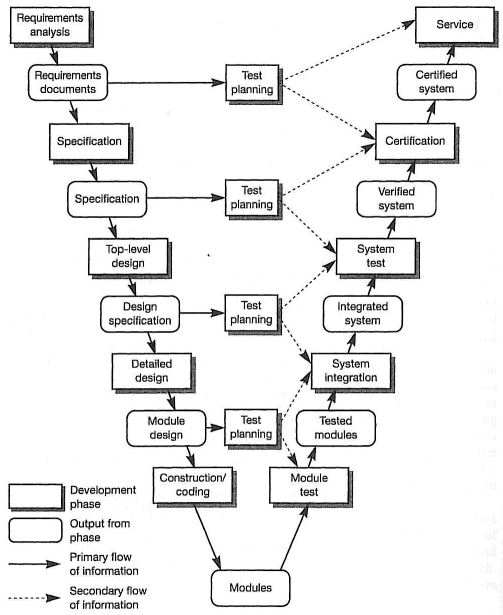 Requirements
analysis
Service
Requirements
documents
Test
planning
Certified
system
Specification
Certification
Specification
Test
planning
Verified
system
Top-level
design
System
test
Design
specification
Test
planning
Integrated
system
Detailed
design
System
integration
Module
design
Test
planning
Tested
modules
Construction/
coding
Module
test
Modules
Development
phase
Output from
phase
Primary flow
of information
Secondary flow
of information